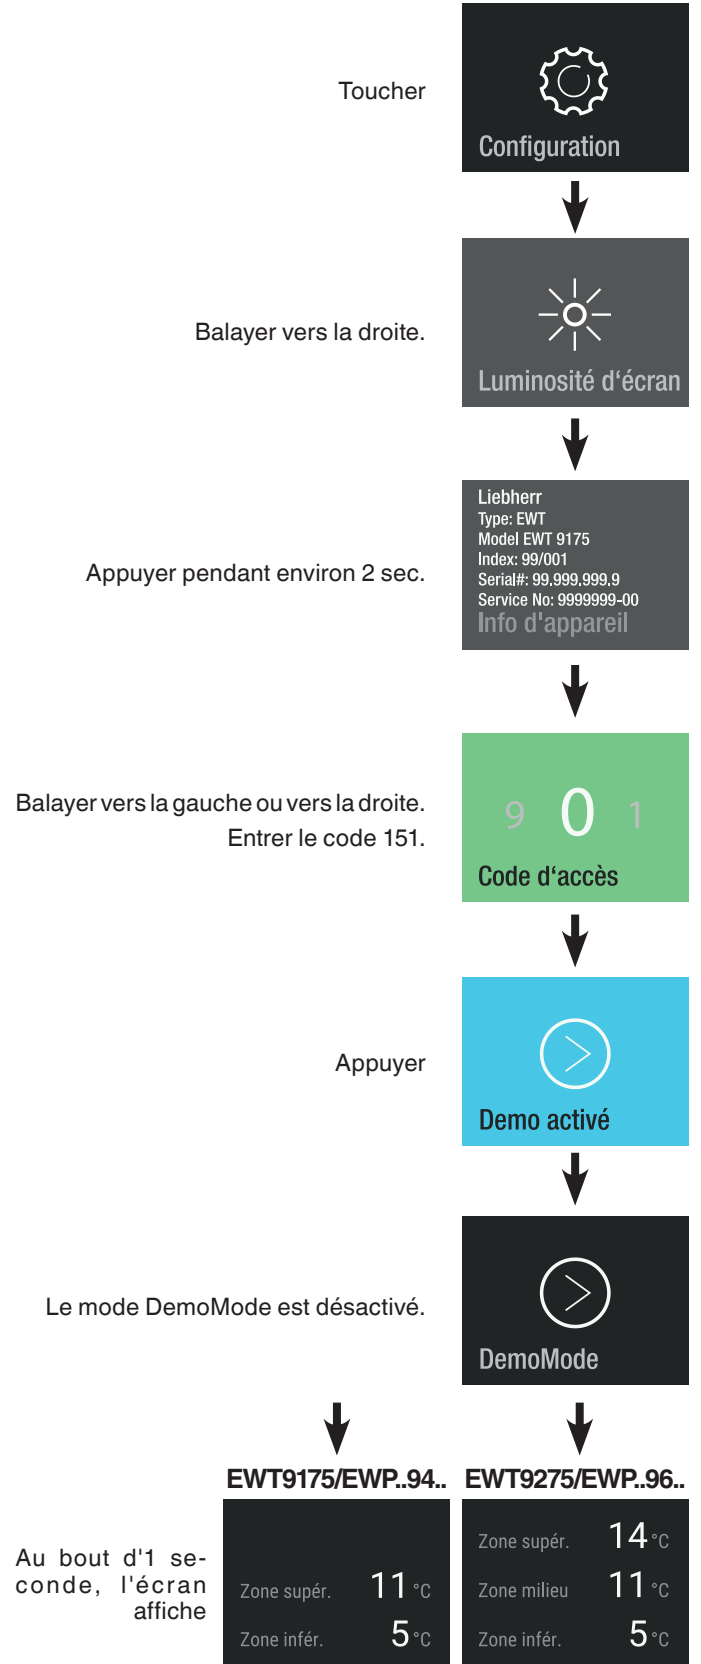 Toucher
Configuration
Balayer vers la droite.
Luminosité d‘écran
Liebherr
Type: EWT
Model EWT 9175
Index: 99/001
Serial#: 99.999.999.9
Service No: 9999999-00
Info d'appareil
Appuyer pendant environ 2 sec.
Balayer vers la gauche ou vers la droite.
Entrer le code 151.
9 0 1
Code d‘accès
Appuyer
Demo activé
Le mode DemoMode est désactivé.
DemoMode
EWT9175/EWP..94..
EWT9275/EWP..96..
Au bout d'1 se-
conde, l'écran
affiche
Zone supér. 11 °C
Zone infér. 5 °C
Zone supér. 14 °C
Zone milieu 11 °C
Zone infér. 5 °C